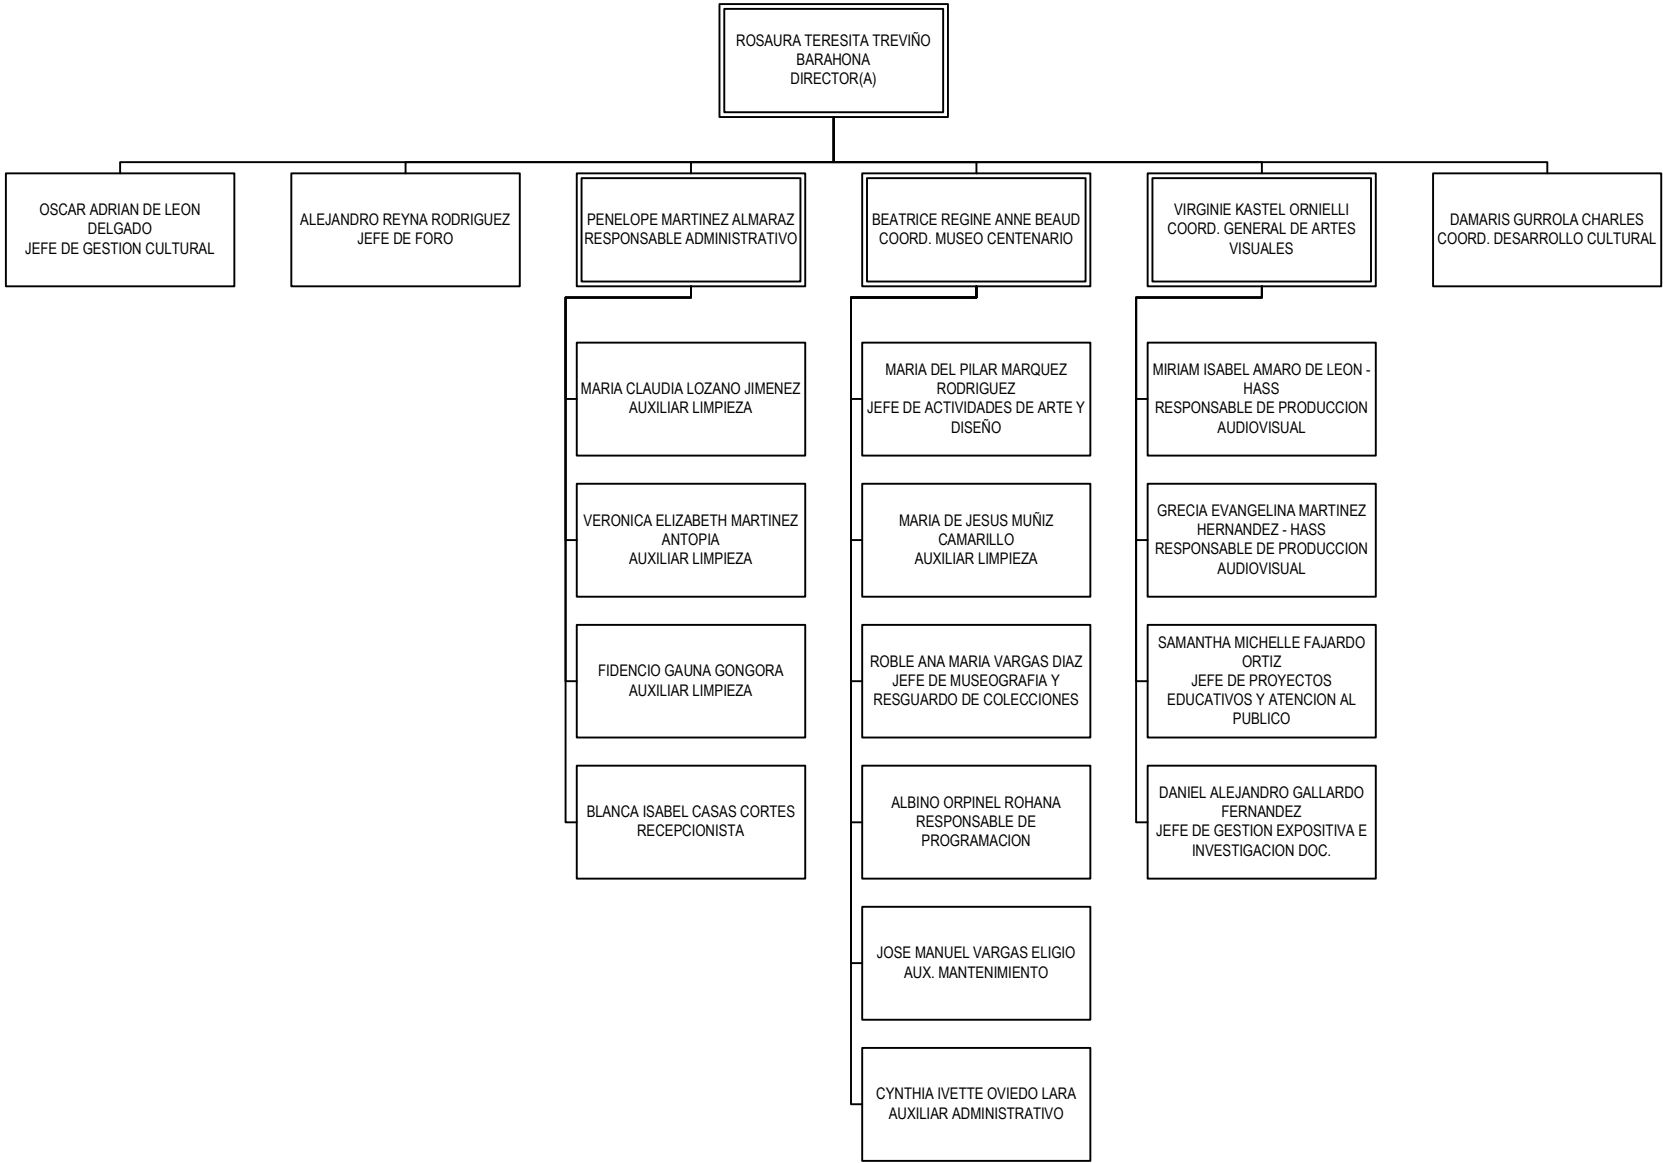 ROSAURA TERESITA TREVIÑO
BARAHONA
DIRECTOR(A)
OSCAR ADRIAN DE LEON
DELGADO
JEFE DE GESTION CULTURAL
ALEJANDRO REYNA RODRIGUEZ
JEFE DE FORO
PENELOPE MARTINEZ ALMARAZ
RESPONSABLE ADMINISTRATIVO
BEATRICE REGINE ANNE BEAUD
COORD. MUSEO CENTENARIO
VIRGINIE KASTEL ORNIELLI
COORD. GENERAL DE ARTES
VISUALES
DAMARIS GURROLA CHARLES
COORD. DESARROLLO CULTURAL
MARIA CLAUDIA LOZANO JIMENEZ
AUXILIAR LIMPIEZA
VERONICA ELIZABETH MARTINEZ
ANTOPIA
AUXILIAR LIMPIEZA
FIDENCIO GAUNA GONGORA
AUXILIAR LIMPIEZA
BLANCA ISABEL CASAS CORTES
RECEPCIONISTA
MARIA DEL PILAR MARQUEZ
RODRIGUEZ
JEFE DE ACTIVIDADES DE ARTE Y
DISEÑO
MARIA DE JESUS MUÑIZ
CAMARILLO
AUXILIAR LIMPIEZA
ROBLE ANA MARIA VARGAS DIAZ
JEFE DE MUSEOGRAFIA Y
RESGUARDO DE COLECCIONES
ALBINO ORPINEL ROHANA
RESPONSABLE DE
PROGRAMACION
JOSE MANUEL VARGAS ELIGIO
AUX. MANTENIMIENTO
CYNTHIA IVETTE OVIEDO LARA
AUXILIAR ADMINISTRATIVO
MIRIAM ISABEL AMARO DE LEON -
HASS
RESPONSABLE DE PRODUCCION
AUDIOVISUAL
GRECIA EVANGELINA MARTINEZ
HERNANDEZ - HASS
RESPONSABLE DE PRODUCCION
AUDIOVISUAL
SAMANTHA MICHELLE FAJARDO
ORTIZ
JEFE DE PROYECTOS
EDUCATIVOS Y ATENCION AL
PUBLICO
DANIEL ALEJANDRO GALLARDO
FERNANDEZ
JEFE DE GESTION EXPOSITIVA E
INVESTIGACION DOC.